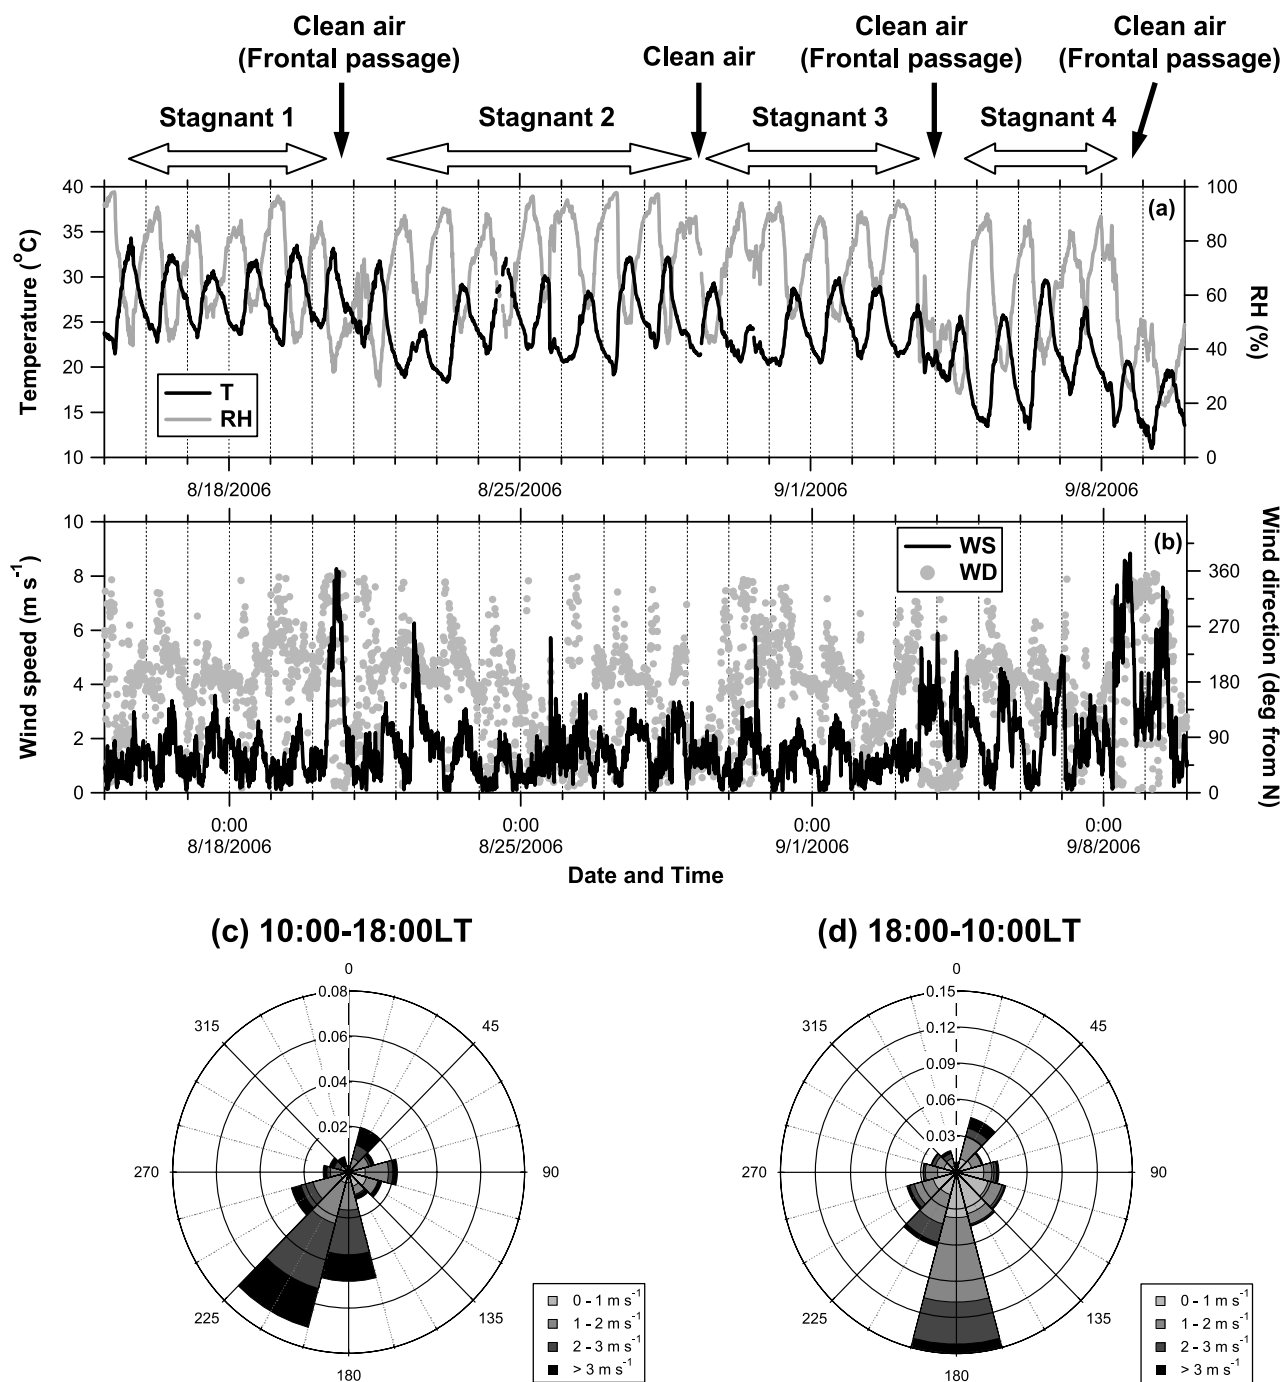 Clean air
(Frontal passage)
Clean air
Clean air
(Frontal passage)
Clean air
(Frontal passage)
Stagnant 1
Stagnant 2
Stagnant 3
Stagnant 4
(a)
Temperature (°C)
40
35
30
25
20
15
10
T
RH
100
80
60
40
20
0
RH (%)
8/18/2006
8/25/2006
9/1/2006
9/8/2006
(b)
Wind speed (m s-1)
10
8
6
4
2
0
WS
WD
360
270
180
90
0
Wind direction (deg from N)
0:00
8/18/2006
0:00
8/25/2006
0:00
9/1/2006
0:00
9/8/2006
Date and Time
(c) 10:00-18:00LT
0
45
90
135
180
225
270
315
0.08
0.06
0.04
0.02
0 - 1 m s-1
1 - 2 m s-1
2 - 3 m s-1
> 3 m s-1
(d) 18:00-10:00LT
0
45
90
135
180
225
270
315
0.15
0.12
0.09
0.06
0.03
0 - 1 m s-1
1 - 2 m s-1
2 - 3 m s-1
> 3 m s-1